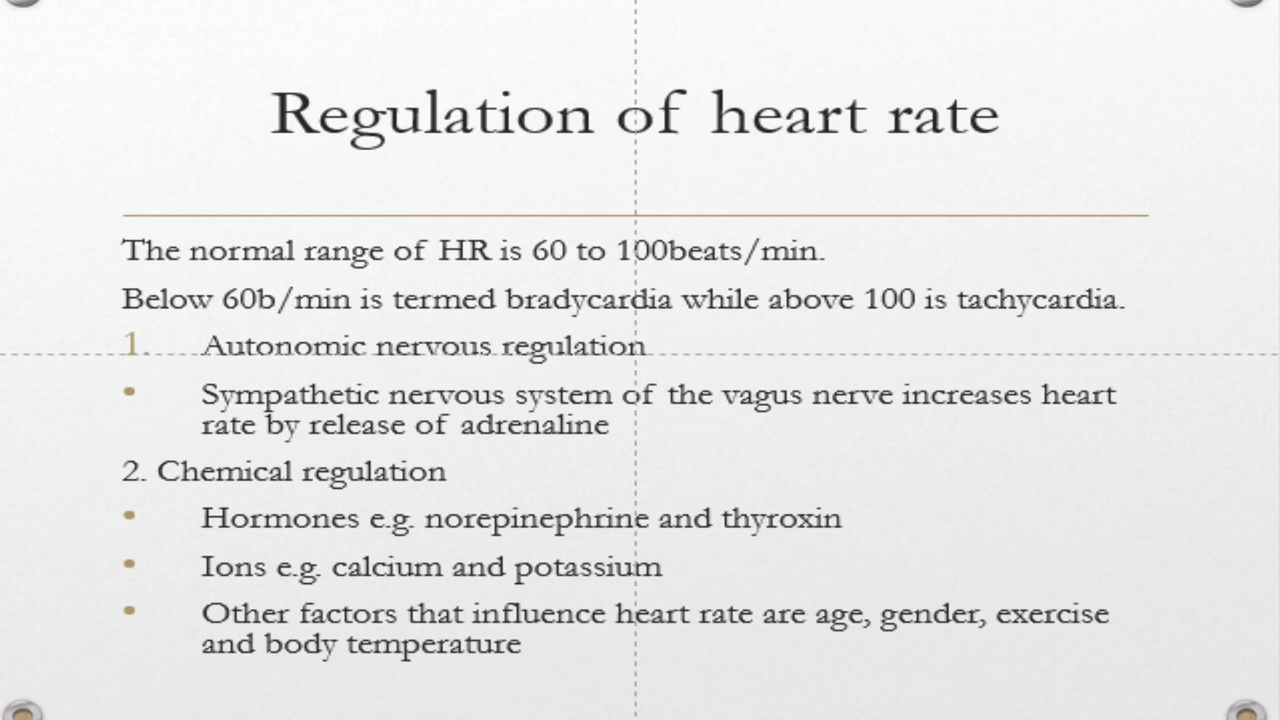 Regulation of heart rate
The normal range of HR is 60 to 100beats/min.
Below 60b/min is termed bradycardia while above 100 is tachycardia.
1. Autonomic nervous regulation
• Sympathetic nervous system of the vagus nerve increases heart
rate by release of adrenaline
2. Chemical regulation
• Hormones e.g. norepinephrine and thyroxin
• Ions e.g. calcium and potassium
• Other factors that influence heart rate are age, gender, exercise
and body temperature